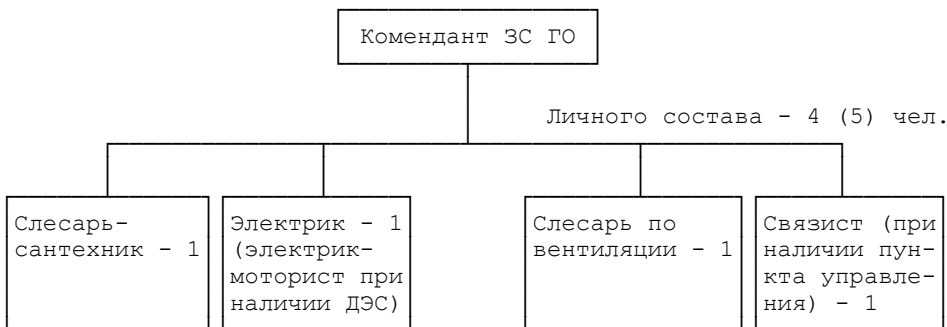 Комендант ЗС ГО
Личного состава - 4 (5) чел.
Слесарь-
сантехник - 1
Электрик - 1
(электрик-
моторист при
наличии ДЭС)
Слесарь по
вентиляции - 1
Связист (при
наличии пун-
кта управле-
ния) - 1